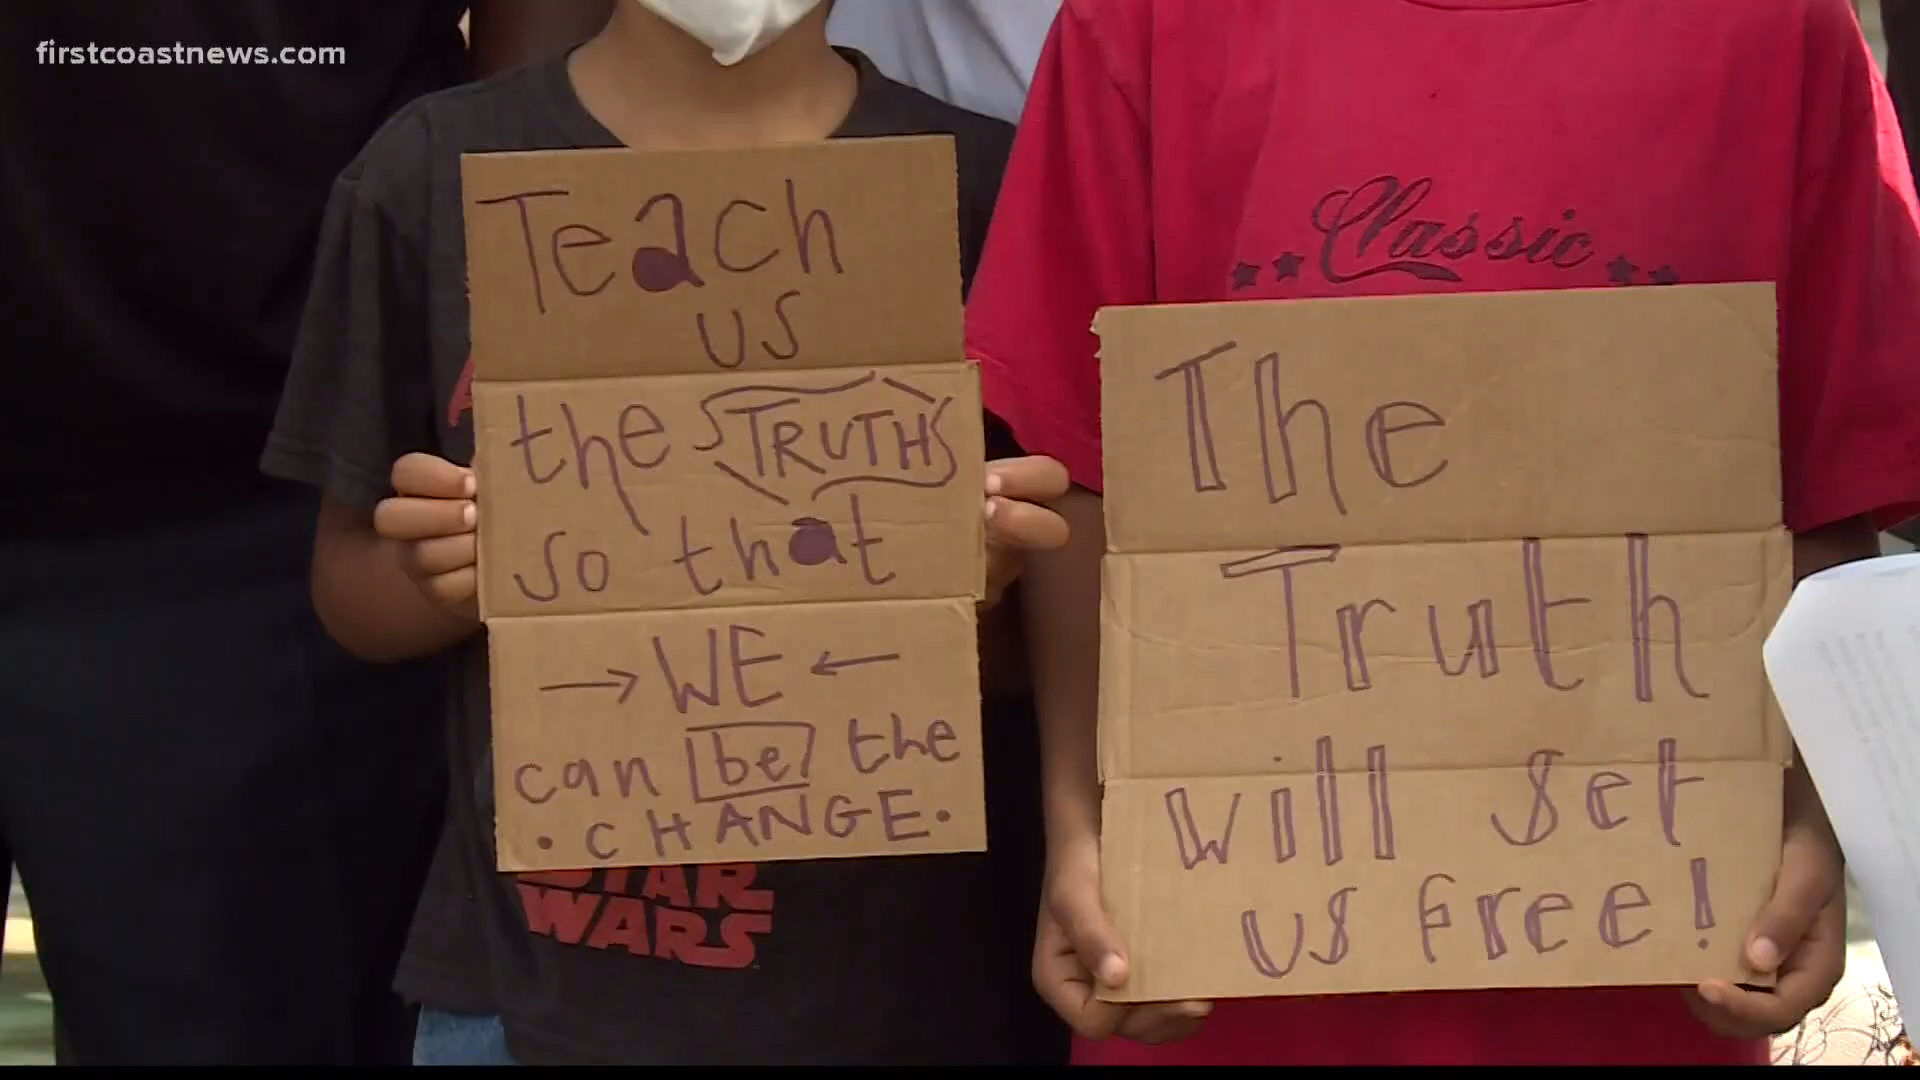 firstcoastnews.com
Teach
us
the TRUTH
so that
→ WE ←
can be the
• CHANGE •
STAR
WARS
Classic
The
Truth
will set
us free!